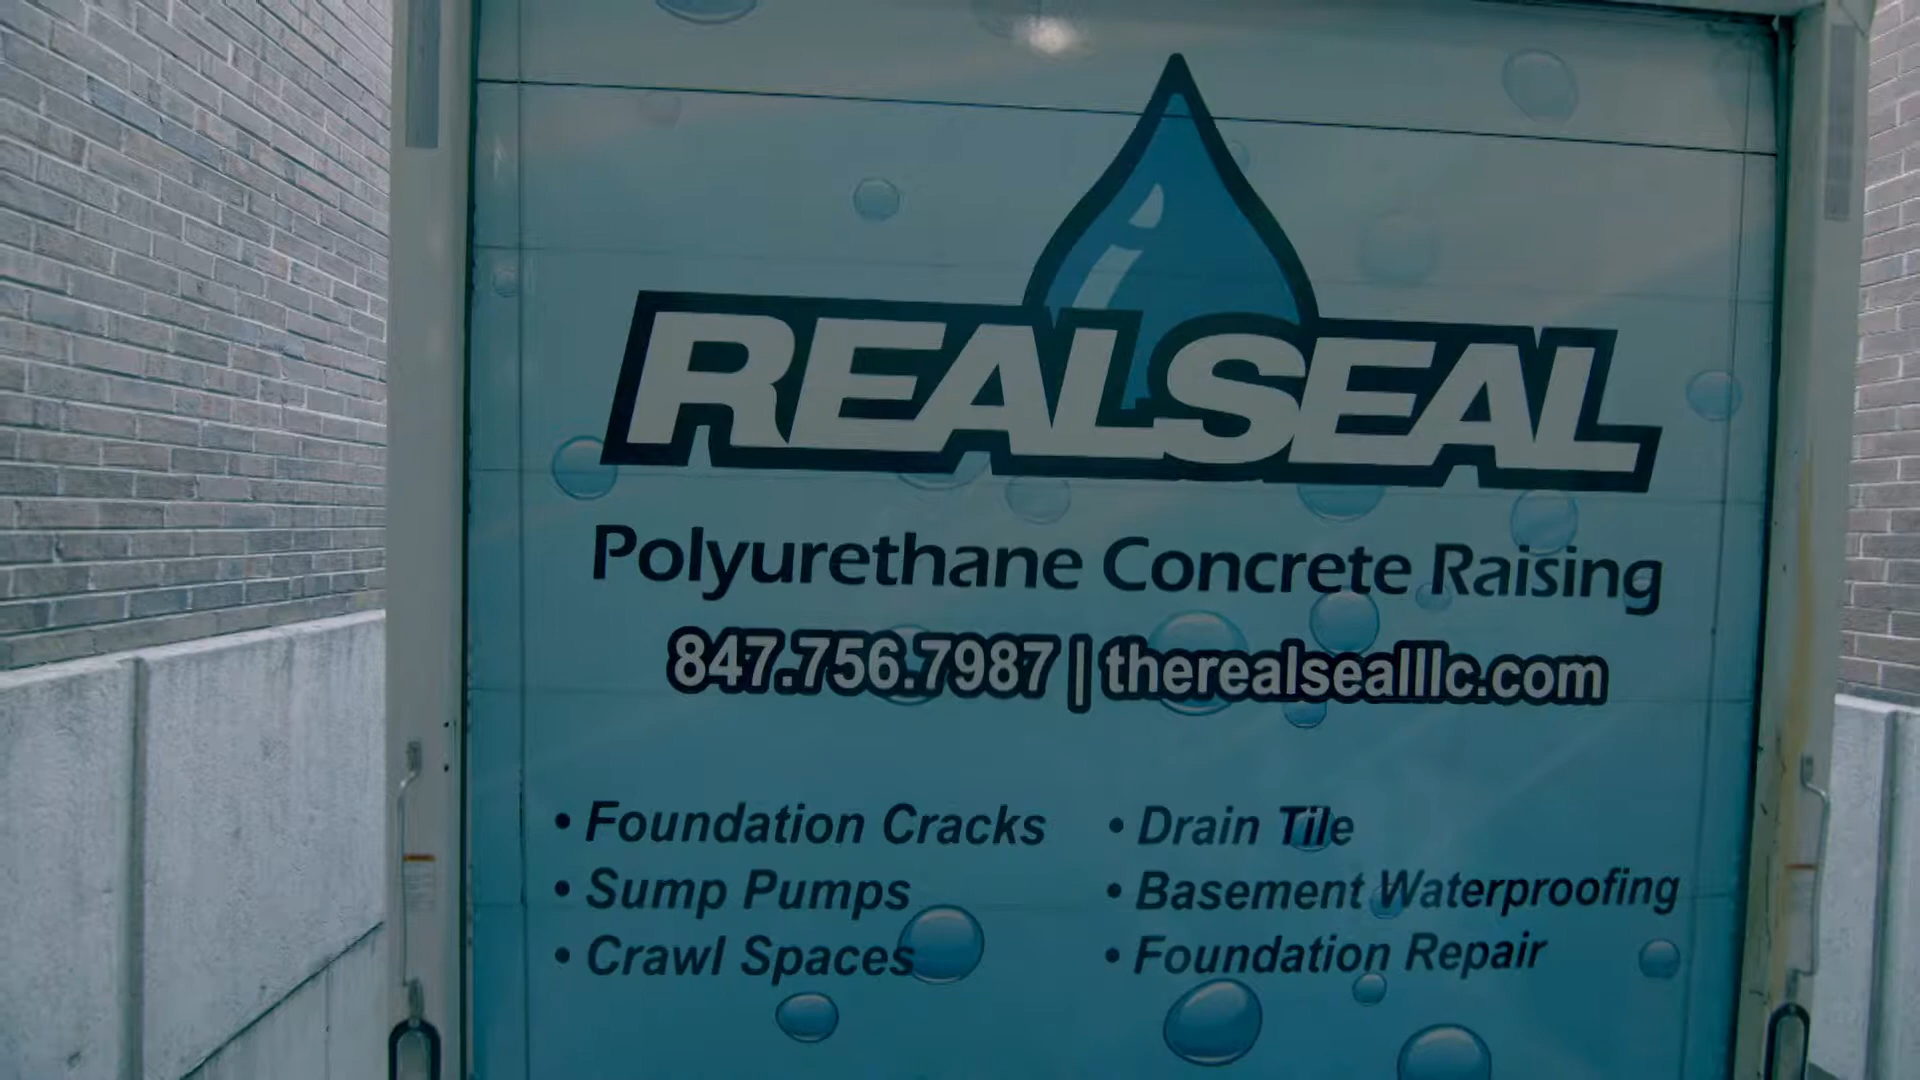 REALSEAL
Polyurethane Concrete Raising
847.756.7987 | therealsealllc.com
• Foundation Cracks
• Sump Pumps
• Crawl Spaces
• Drain Tile
• Basement Waterproofing
• Foundation Repair